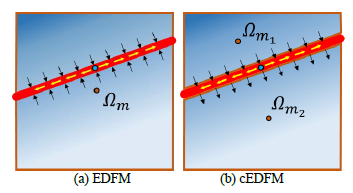 Ω_m
Ω_{m_1}
Ω_{m_2}
(a) EDFM
(b) cEDFM